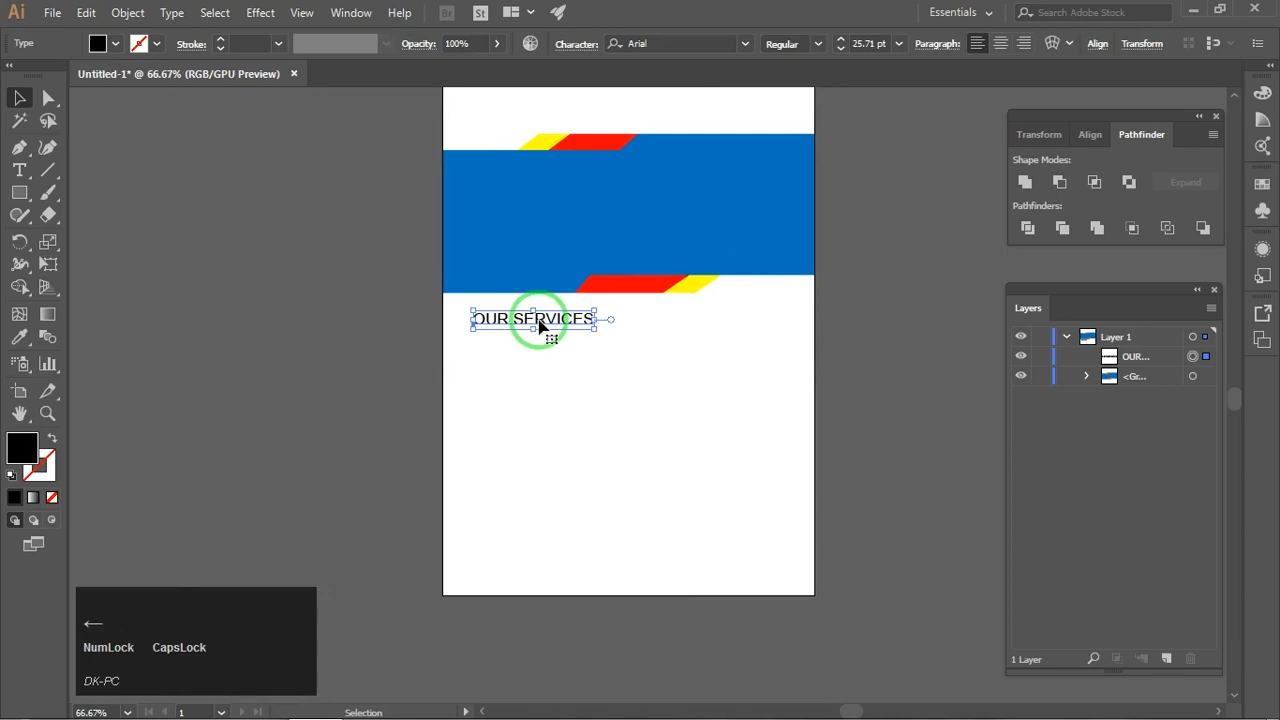 Ai File Edit Object Type Select Effect View Window Help Br St Essentials Search Adobe Stock
Type Stroke: Opacity: 100% Character: Arial Regular 25.71 pt Paragraph: Align Transform
Untitled-1* @ 66.67% (RGB/GPU Preview)
Transform Align Pathfinder
Shape Modes:
Expand
Pathfinders:
OUR SERVICES
Layers
Layer 1
OUR...
<Gr...
NumLock CapsLock
DK-PC
1 Layer
66.67% 1 Selection